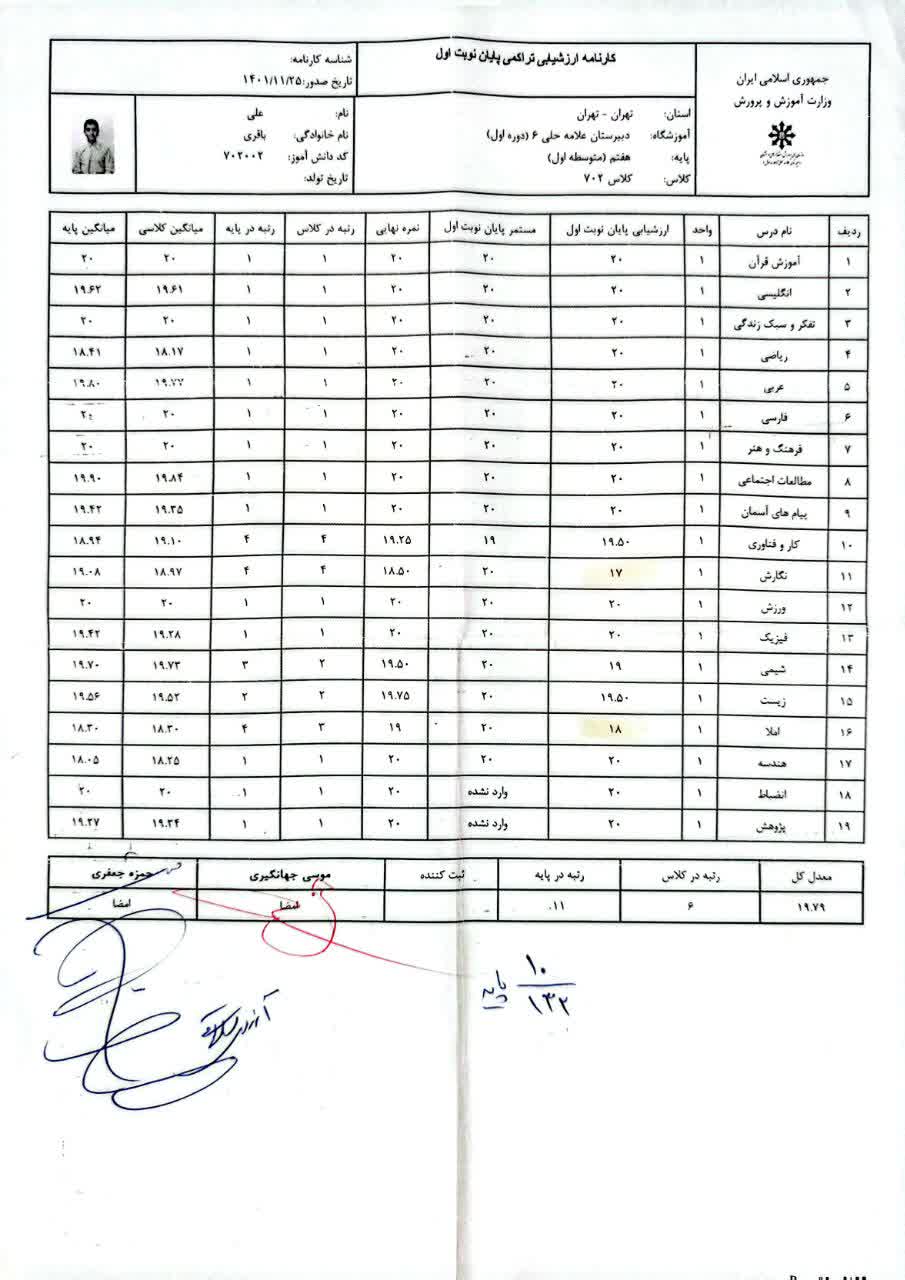 جمهوری اسلامی ایران
وزارت آموزش و پرورش
کارنامه ارزشیابی تراکمی پایان نوبت اول
استان: تهران - تهران
آموزشگاه: دبیرستان علامه حلی ۶ (دوره اول)
پایه: هفتم (متوسطه اول)
کلاس: کلاس ۷۰۲
شناسه کارنامه:
تاریخ صدور: ۱۴۰۱/۱۱/۲۵
نام: علی
نام خانوادگی: باقری
کد دانش آموز: ۷۰۲۰۰۲
تاریخ تولد:
ردیف نام درس واحد ارزشیابی پایان نوبت اول مستمر پایان نوبت اول نمره نهایی رتبه در کلاس رتبه در پایه میانگین کلاسی میانگین پایه
۱ آموزش قرآن ۱ ۲۰ ۲۰ ۲۰ ۱ ۱ ۲۰ ۲۰
۲ انگلیسی ۱ ۲۰ ۲۰ ۲۰ ۱ ۱ ۱۹.۶۱ ۱۹.۶۲
۳ تفکر و سبک زندگی ۱ ۲۰ ۲۰ ۲۰ ۱ ۱ ۲۰ ۲۰
۴ ریاضی ۱ ۲۰ ۲۰ ۲۰ ۱ ۱ ۱۸.۱۷ ۱۸.۴۱
۵ عربی ۱ ۲۰ ۲۰ ۲۰ ۱ ۱ ۱۹.۷۷ ۱۹.۸۰
۶ فارسی ۱ ۲۰ ۲۰ ۲۰ ۱ ۱ ۲۰ ۲۰
۷ فرهنگ و هنر ۱ ۲۰ ۲۰ ۲۰ ۱ ۱ ۲۰ ۲۰
۸ مطالعات اجتماعی ۱ ۲۰ ۲۰ ۲۰ ۱ ۱ ۱۹.۸۴ ۱۹.۹۰
۹ پیام های آسمان ۱ ۲۰ ۲۰ ۲۰ ۱ ۱ ۱۹.۳۵ ۱۹.۴۲
۱۰ کار و فناوری ۱ ۱۹.۵۰ ۱۹ ۱۹.۲۵ ۴ ۴ ۱۹.۱۰ ۱۸.۹۴
۱۱ نگارش ۱ ۱۷ ۲۰ ۱۸.۵۰ ۴ ۴ ۱۸.۹۷ ۱۹.۰۸
۱۲ ورزش ۱ ۲۰ ۲۰ ۲۰ ۱ ۱ ۲۰ ۲۰
۱۳ فیزیک ۱ ۲۰ ۲۰ ۲۰ ۱ ۱ ۱۹.۲۸ ۱۹.۴۲
۱۴ شیمی ۱ ۱۹ ۲۰ ۱۹.۵۰ ۲ ۳ ۱۹.۷۳ ۱۹.۷۰
۱۵ زیست ۱ ۱۹.۵۰ ۲۰ ۱۹.۷۵ ۲ ۲ ۱۹.۵۲ ۱۹.۵۶
۱۶ املا ۱ ۱۸ ۲۰ ۱۹ ۳ ۴ ۱۸.۳۰ ۱۸.۳۰
۱۷ هندسه ۱ ۲۰ ۲۰ ۲۰ ۱ ۱ ۱۸.۲۵ ۱۸.۰۵
۱۸ انضباط ۱ ۲۰ وارد نشده ۲۰ ۱ ۱ ۲۰ ۲۰
۱۹ پژوهش ۱ ۲۰ وارد نشده ۲۰ ۱ ۱ ۱۹.۳۴ ۱۹.۲۷
معدل کل رتبه در کلاس رتبه در پایه ثبت کننده موسی جهانگیری حمزه جعفری
۱۹.۷۹ ۶ ۱۱ امضا امضا
۱۰
۱۳۲
پایه